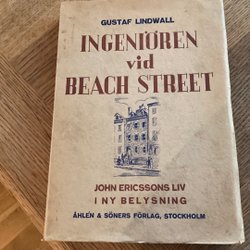 GUSTAF LINDWALL
INGENIÖREN
vid
BEACH STREET
JOHN ERICSSONS LIV
I NY BELYSNING
ÅHLÉN & SÖNERS FÖRLAG, STOCKHOLM